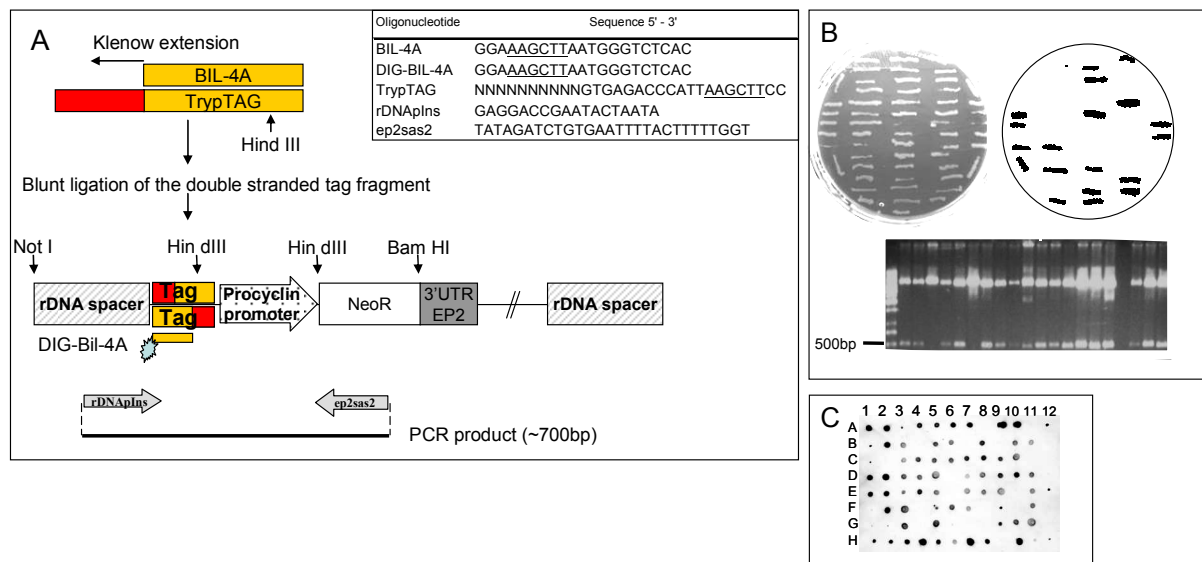 A
Klenow extension
BIL-4A
TrypTAG
Hind III
Blunt ligation of the double stranded tag fragment
Not I
Hin dIII
Hin dIII
Bam HI
rDNA spacer
Tag
Tag
Procyclin
promoter
NeoR
3'UTR
EP2
//
rDNA spacer
DIG-Bil-4A
rDNApIns
ep2sas2
PCR product (~700bp)
Oligonucleotide Sequence 5' - 3'
BIL-4A GGAAAGCTTAATGGGTCTCAC
DIG-BIL-4A GGAAAGCTTAATGGGTCTCAC
TrypTAG NNNNNNNNNNGTGAGACCCATTAAGCTTCC
rDNApIns GAGGACCGAATACTAATA
ep2sas2 TATAGATCTGTGAATTTTACTTTTTGGT
B
500bp
C
1 2 3 4 5 6 7 8 9 10 11 12
A
B
C
D
E
F
G
H